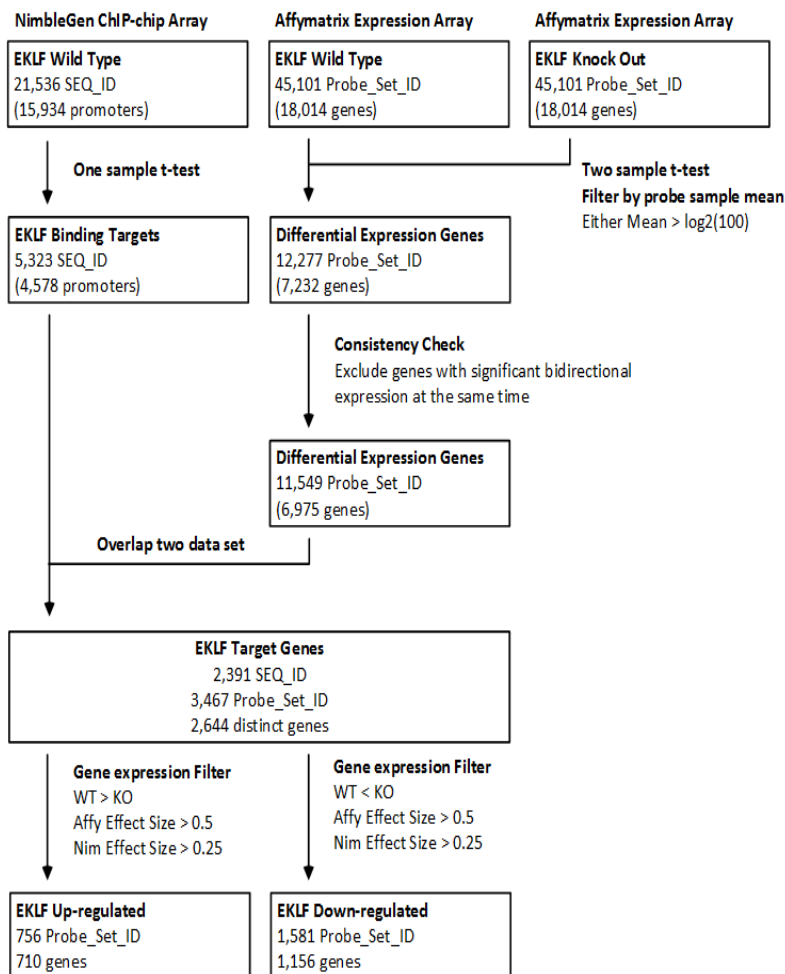 NimbleGen ChIP-chip Array
Affymatrix Expression Array
Affymatrix Expression Array
EKLF Wild Type
21,536 SEQ_ID
(15,934 promoters)
EKLF Wild Type
45,101 Probe_Set_ID
(18,014 genes)
EKLF Knock Out
45,101 Probe_Set_ID
(18,014 genes)
One sample t-test
Two sample t-test
Filter by probe sample mean
Either Mean > log2(100)
EKLF Binding Targets
5,323 SEQ_ID
(4,578 promoters)
Differential Expression Genes
12,277 Probe_Set_ID
(7,232 genes)
Consistency Check
Exclude genes with significant bidirectional
expression at the same time
Differential Expression Genes
11,549 Probe_Set_ID
(6,975 genes)
Overlap two data set
EKLF Target Genes
2,391 SEQ_ID
3,467 Probe_Set_ID
2,644 distinct genes
Gene expression Filter
WT > KO
Affy Effect Size > 0.5
Nim Effect Size > 0.25
Gene expression Filter
WT < KO
Affy Effect Size > 0.5
Nim Effect Size > 0.25
EKLF Up-regulated
756 Probe_Set_ID
710 genes
EKLF Down-regulated
1,581 Probe_Set_ID
1,156 genes